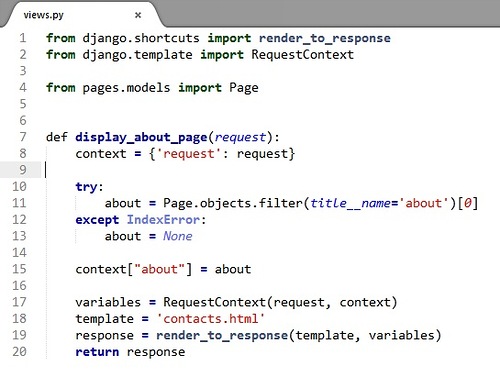 views.py ×
1 from django.shortcuts import render_to_response
2 from django.template import RequestContext
3
4 from pages.models import Page
5
6
7 def display_about_page(request):
8     context = {'request': request}
9
10     try:
11         about = Page.objects.filter(title__name='about')[0]
12     except IndexError:
13         about = None
14
15     context["about"] = about
16
17     variables = RequestContext(request, context)
18     template = 'contacts.html'
19     response = render_to_response(template, variables)
20     return response